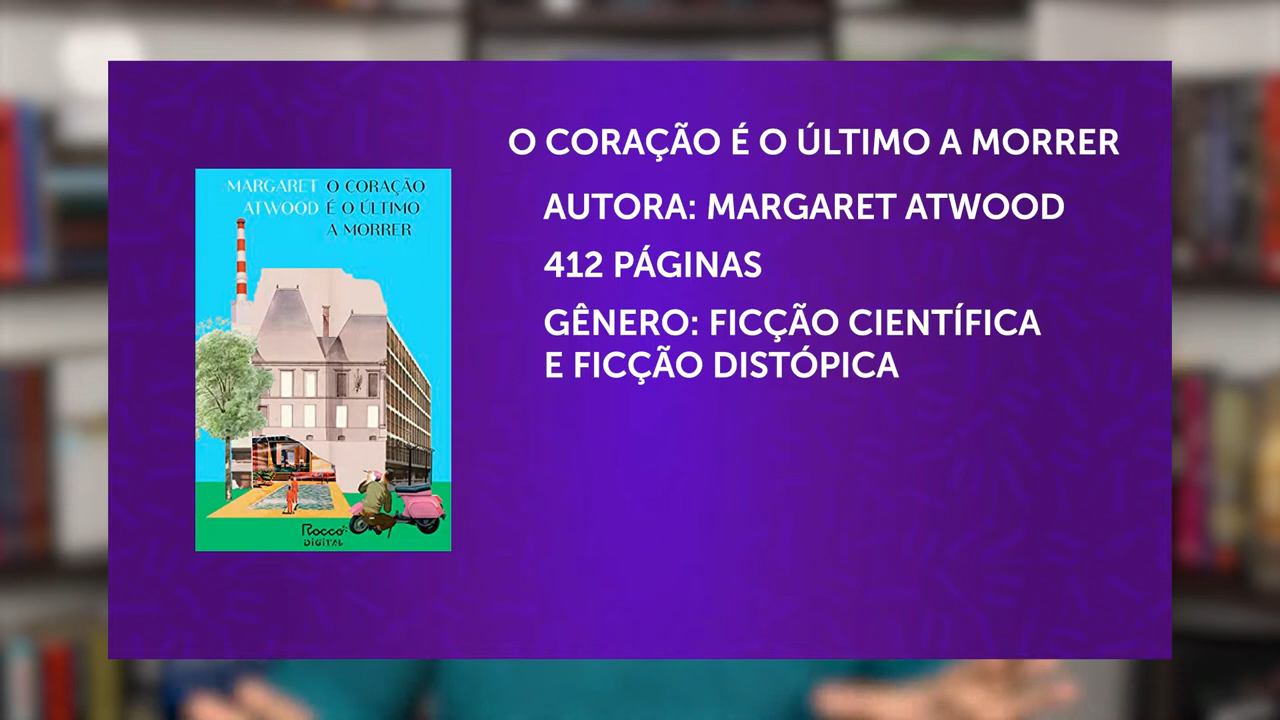 O CORAÇÃO É O ÚLTIMO A MORRER
AUTORA: MARGARET ATWOOD
412 PÁGINAS
GÊNERO: FICÇÃO CIENTÍFICA
E FICÇÃO DISTÓPICA
MARGARET O CORAÇÃO
ATWOOD É O ÚLTIMO
A MORRER
Rocco
DIGITAL